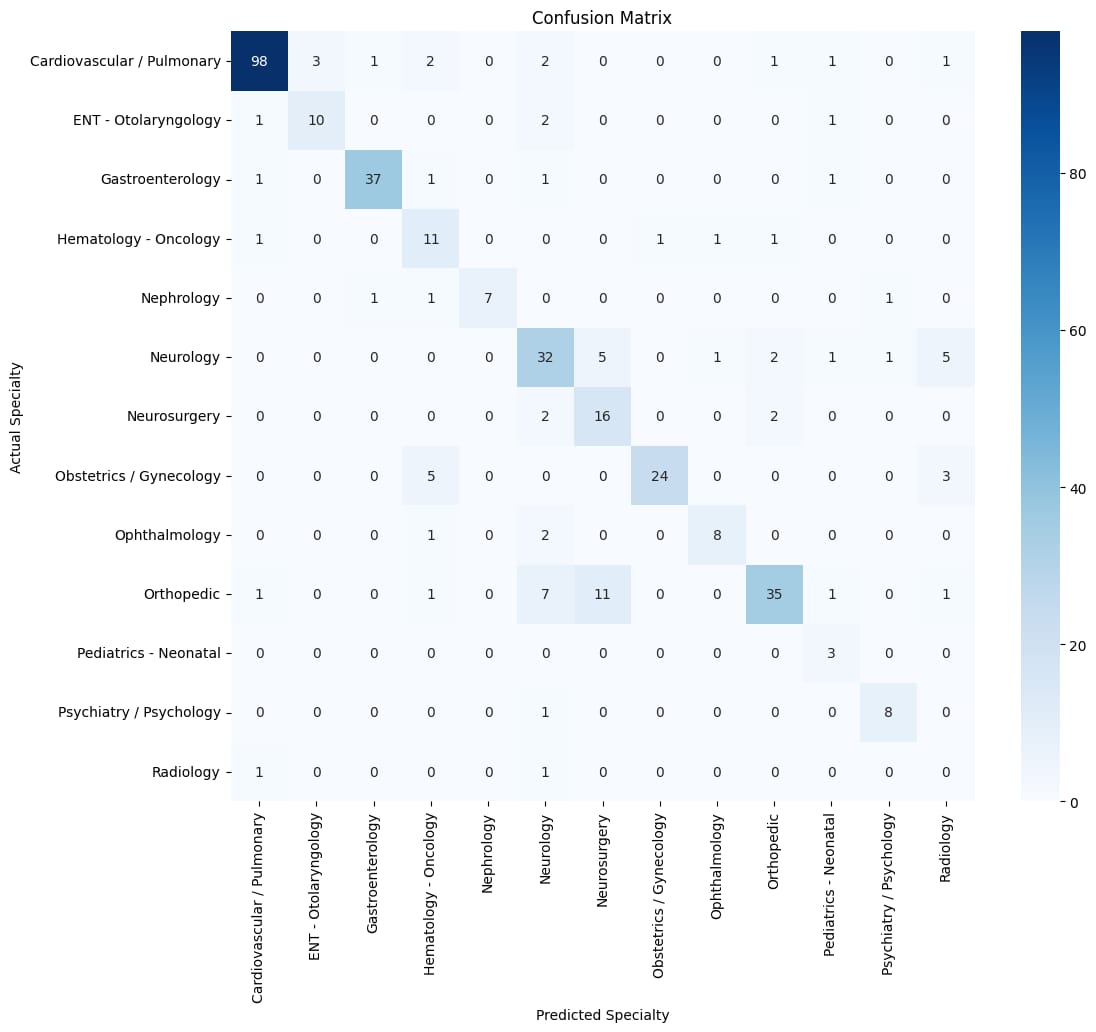 Confusion Matrix
Cardiovascular / Pulmonary 98 3 1 2 0 2 0 0 0 1 1 0 1
ENT - Otolaryngology 1 10 0 0 0 2 0 0 0 0 1 0 0
Gastroenterology 1 0 37 1 0 1 0 0 0 0 1 0 0
Hematology - Oncology 1 0 0 11 0 0 0 1 1 1 0 0 0
Nephrology 0 0 1 1 7 0 0 0 0 0 0 1 0
Neurology 0 0 0 0 0 32 5 0 1 2 1 1 5
Neurosurgery 0 0 0 0 0 2 16 0 0 2 0 0 0
Obstetrics / Gynecology 0 0 0 5 0 0 0 24 0 0 0 0 3
Ophthalmology 0 0 0 1 0 2 0 0 8 0 0 0 0
Orthopedic 1 0 0 1 0 7 11 0 0 35 1 0 1
Pediatrics - Neonatal 0 0 0 0 0 0 0 0 0 0 3 0 0
Psychiatry / Psychology 0 0 0 0 0 1 0 0 0 0 0 8 0
Radiology 1 0 0 0 0 1 0 0 0 0 0 0 0
Actual Specialty
Cardiovascular / Pulmonary
ENT - Otolaryngology
Gastroenterology
Hematology - Oncology
Nephrology
Neurology
Neurosurgery
Obstetrics / Gynecology
Ophthalmology
Orthopedic
Pediatrics - Neonatal
Psychiatry / Psychology
Radiology
Predicted Specialty
80
60
40
20
0